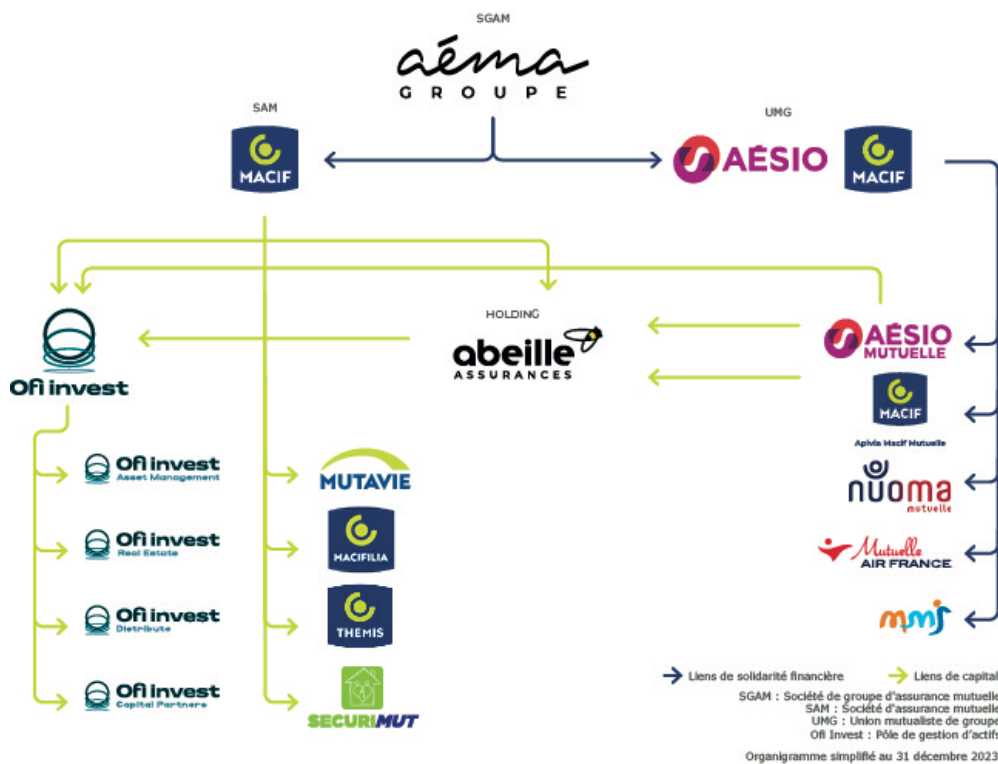 SGAM
aéma
GROUPE
SAM
MACIF
UMG
AÉSIO
MACIF
HOLDING
abeille
ASSURANCES
Ofi invest
AÉSIO
MUTUELLE
MACIF
Apivia Macif Mutuelle
Ofi invest
Asset Management
MUTAVIE
nuoma
mutuelle
Ofi invest
Real Estate
MACIFILIA
Mutuelle
AIR FRANCE
Ofi invest
Distribute
THEMIS
mmj
Ofi invest
Capital Partners
SECURIMUT
Liens de solidarité financière
Liens de capital
SGAM : Société de groupe d'assurance mutuelle
SAM : Société d'assurance mutuelle
UMG : Union mutualiste de groupe
Ofi Invest : Pôle de gestion d'actifs
Organigramme simplifié au 31 décembre 2023